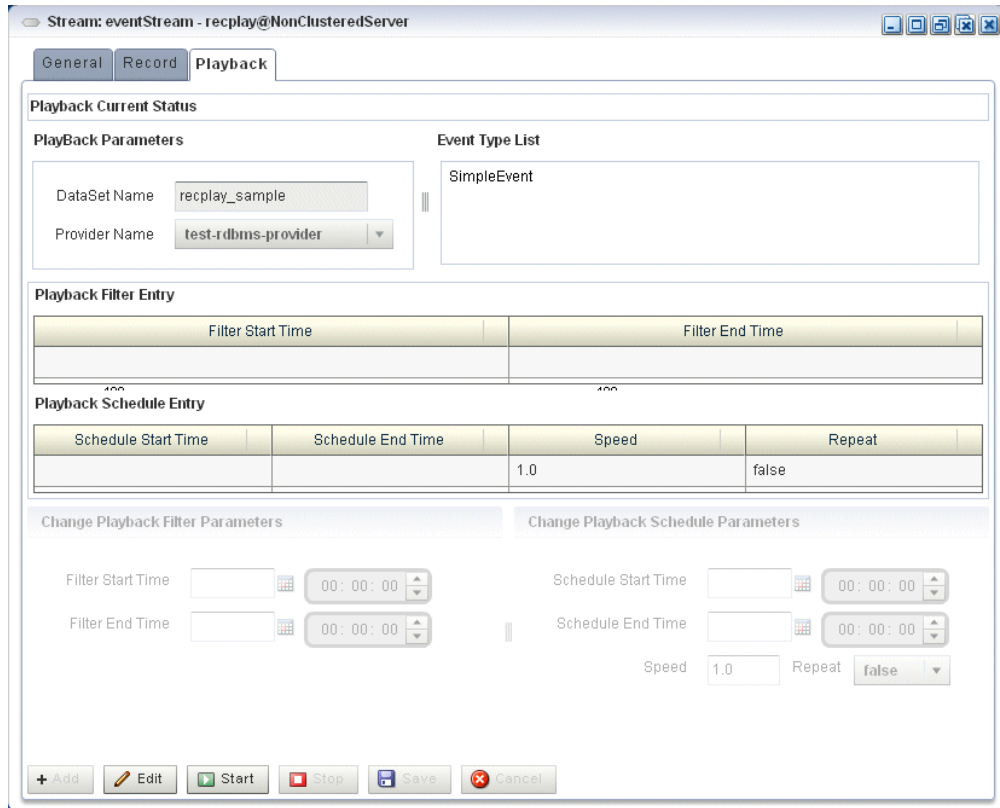 Stream: eventStream - recplay@NonClusteredServer
General Record Playback
Playback Current Status
PlayBack Parameters
Event Type List
DataSet Name recplay_sample
Provider Name test-rdbms-provider
SimpleEvent
Playback Filter Entry
Filter Start Time Filter End Time
Playback Schedule Entry
Schedule Start Time Schedule End Time Speed Repeat
1.0 false
Change Playback Filter Parameters
Change Playback Schedule Parameters
Filter Start Time 00: 00: 00
Filter End Time 00: 00: 00
Schedule Start Time 00: 00: 00
Schedule End Time 00: 00: 00
Speed 1.0 Repeat false
Add Edit Start Stop Save Cancel